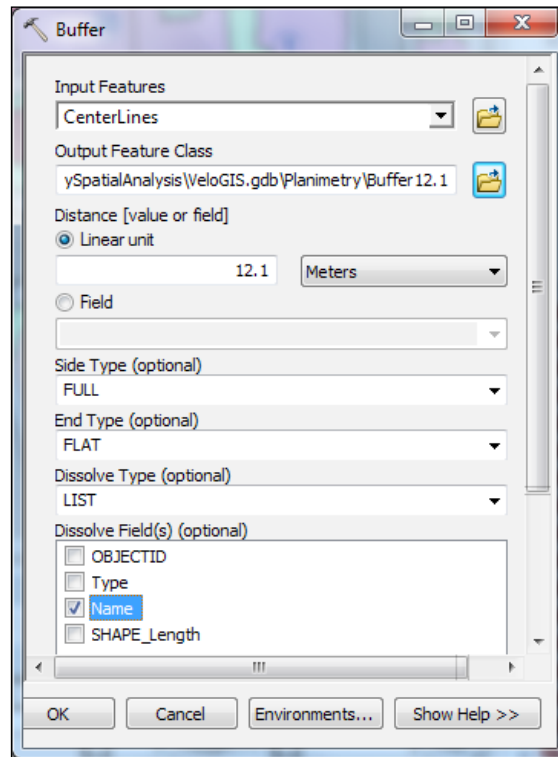 Buffer
Input Features
CenterLines
Output Feature Class
ySpatialAnalysis\VeloGIS.gdb\Planimetry\Buffer12.1
Distance [value or field]
Linear unit
12.1 Meters
Field
Side Type (optional)
FULL
End Type (optional)
FLAT
Dissolve Type (optional)
LIST
Dissolve Field(s) (optional)
OBJECTID
Type
Name
SHAPE_Length
OK Cancel Environments... Show Help >>